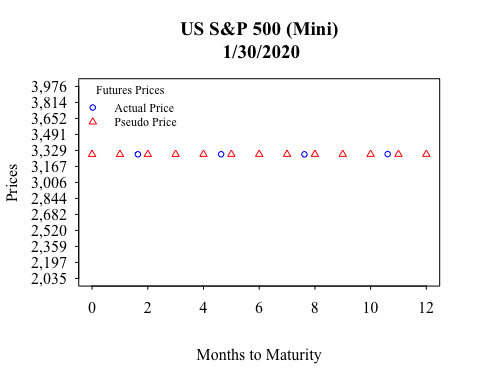 US S&P 500 (Mini)
1/30/2020
Futures Prices
Actual Price
Pseudo Price
Prices
3,976
3,814
3,652
3,491
3,329
3,167
3,006
2,844
2,682
2,520
2,359
2,197
2,035
0 2 4 6 8 10 12
Months to Maturity